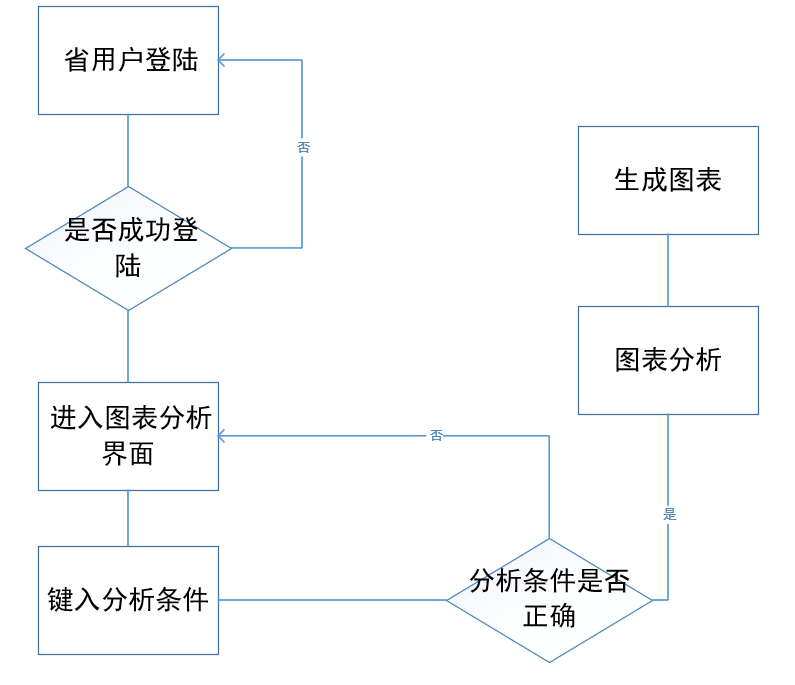 省用户登陆
否
是否成功登
陆
生成图表
图表分析
进入图表分析
界面
否
是
键入分析条件
分析条件是否
正确